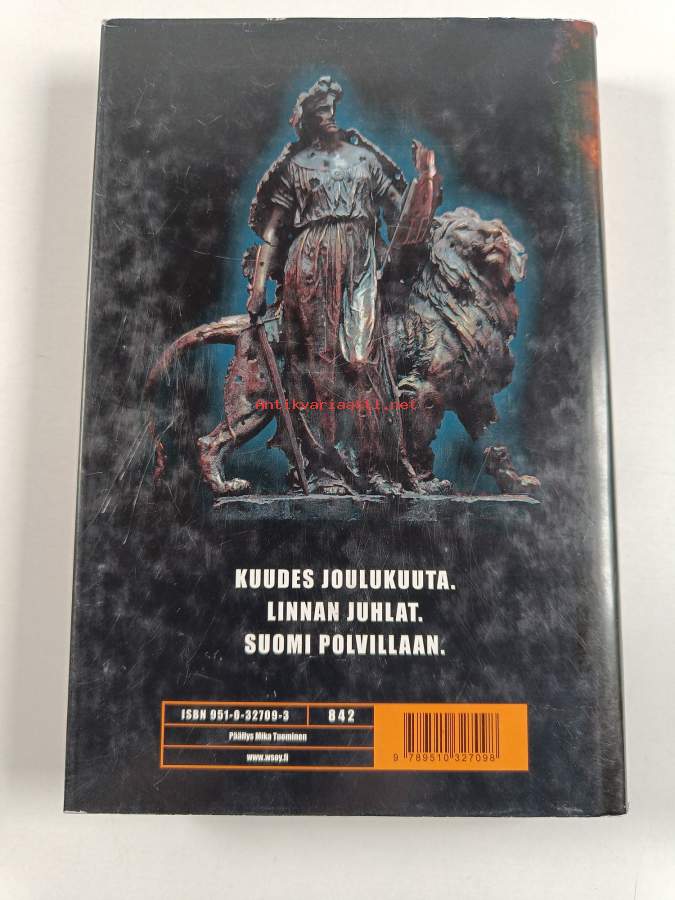 Antikvariaatti.net
KUUDES JOULUKUUTA.
LINNAN JUHLAT.
SUOMI POLVILLAAN.
ISBN 951-0-32709-3 842
Päällys Mika Tuominen
www.wsoy.fi
9 789510 327098